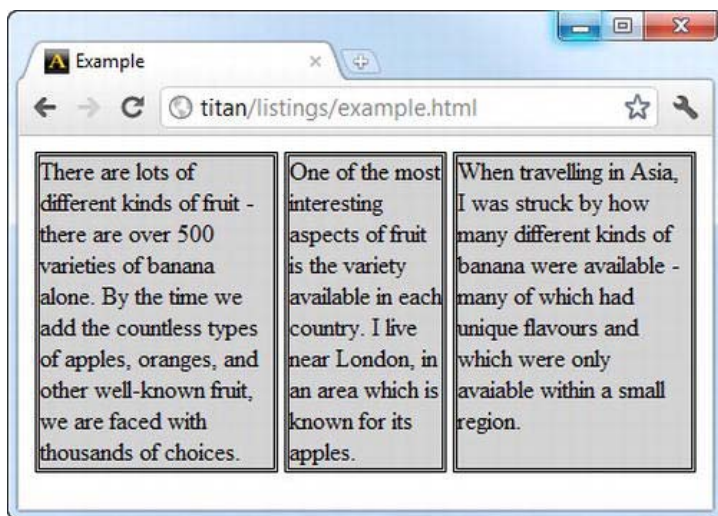 Example
titan/listings/example.html
There are lots of
different kinds of fruit -
there are over 500
varieties of banana
alone. By the time we
add the countless types
of apples, oranges, and
other well-known fruit,
we are faced with
thousands of choices.
One of the most
interesting
aspects of fruit
is the variety
available in each
country. I live
near London, in
an area which is
known for its
apples.
When travelling in Asia,
I was struck by how
many different kinds of
banana were available -
many of which had
unique flavours and
which were only
avaiable within a small
region.